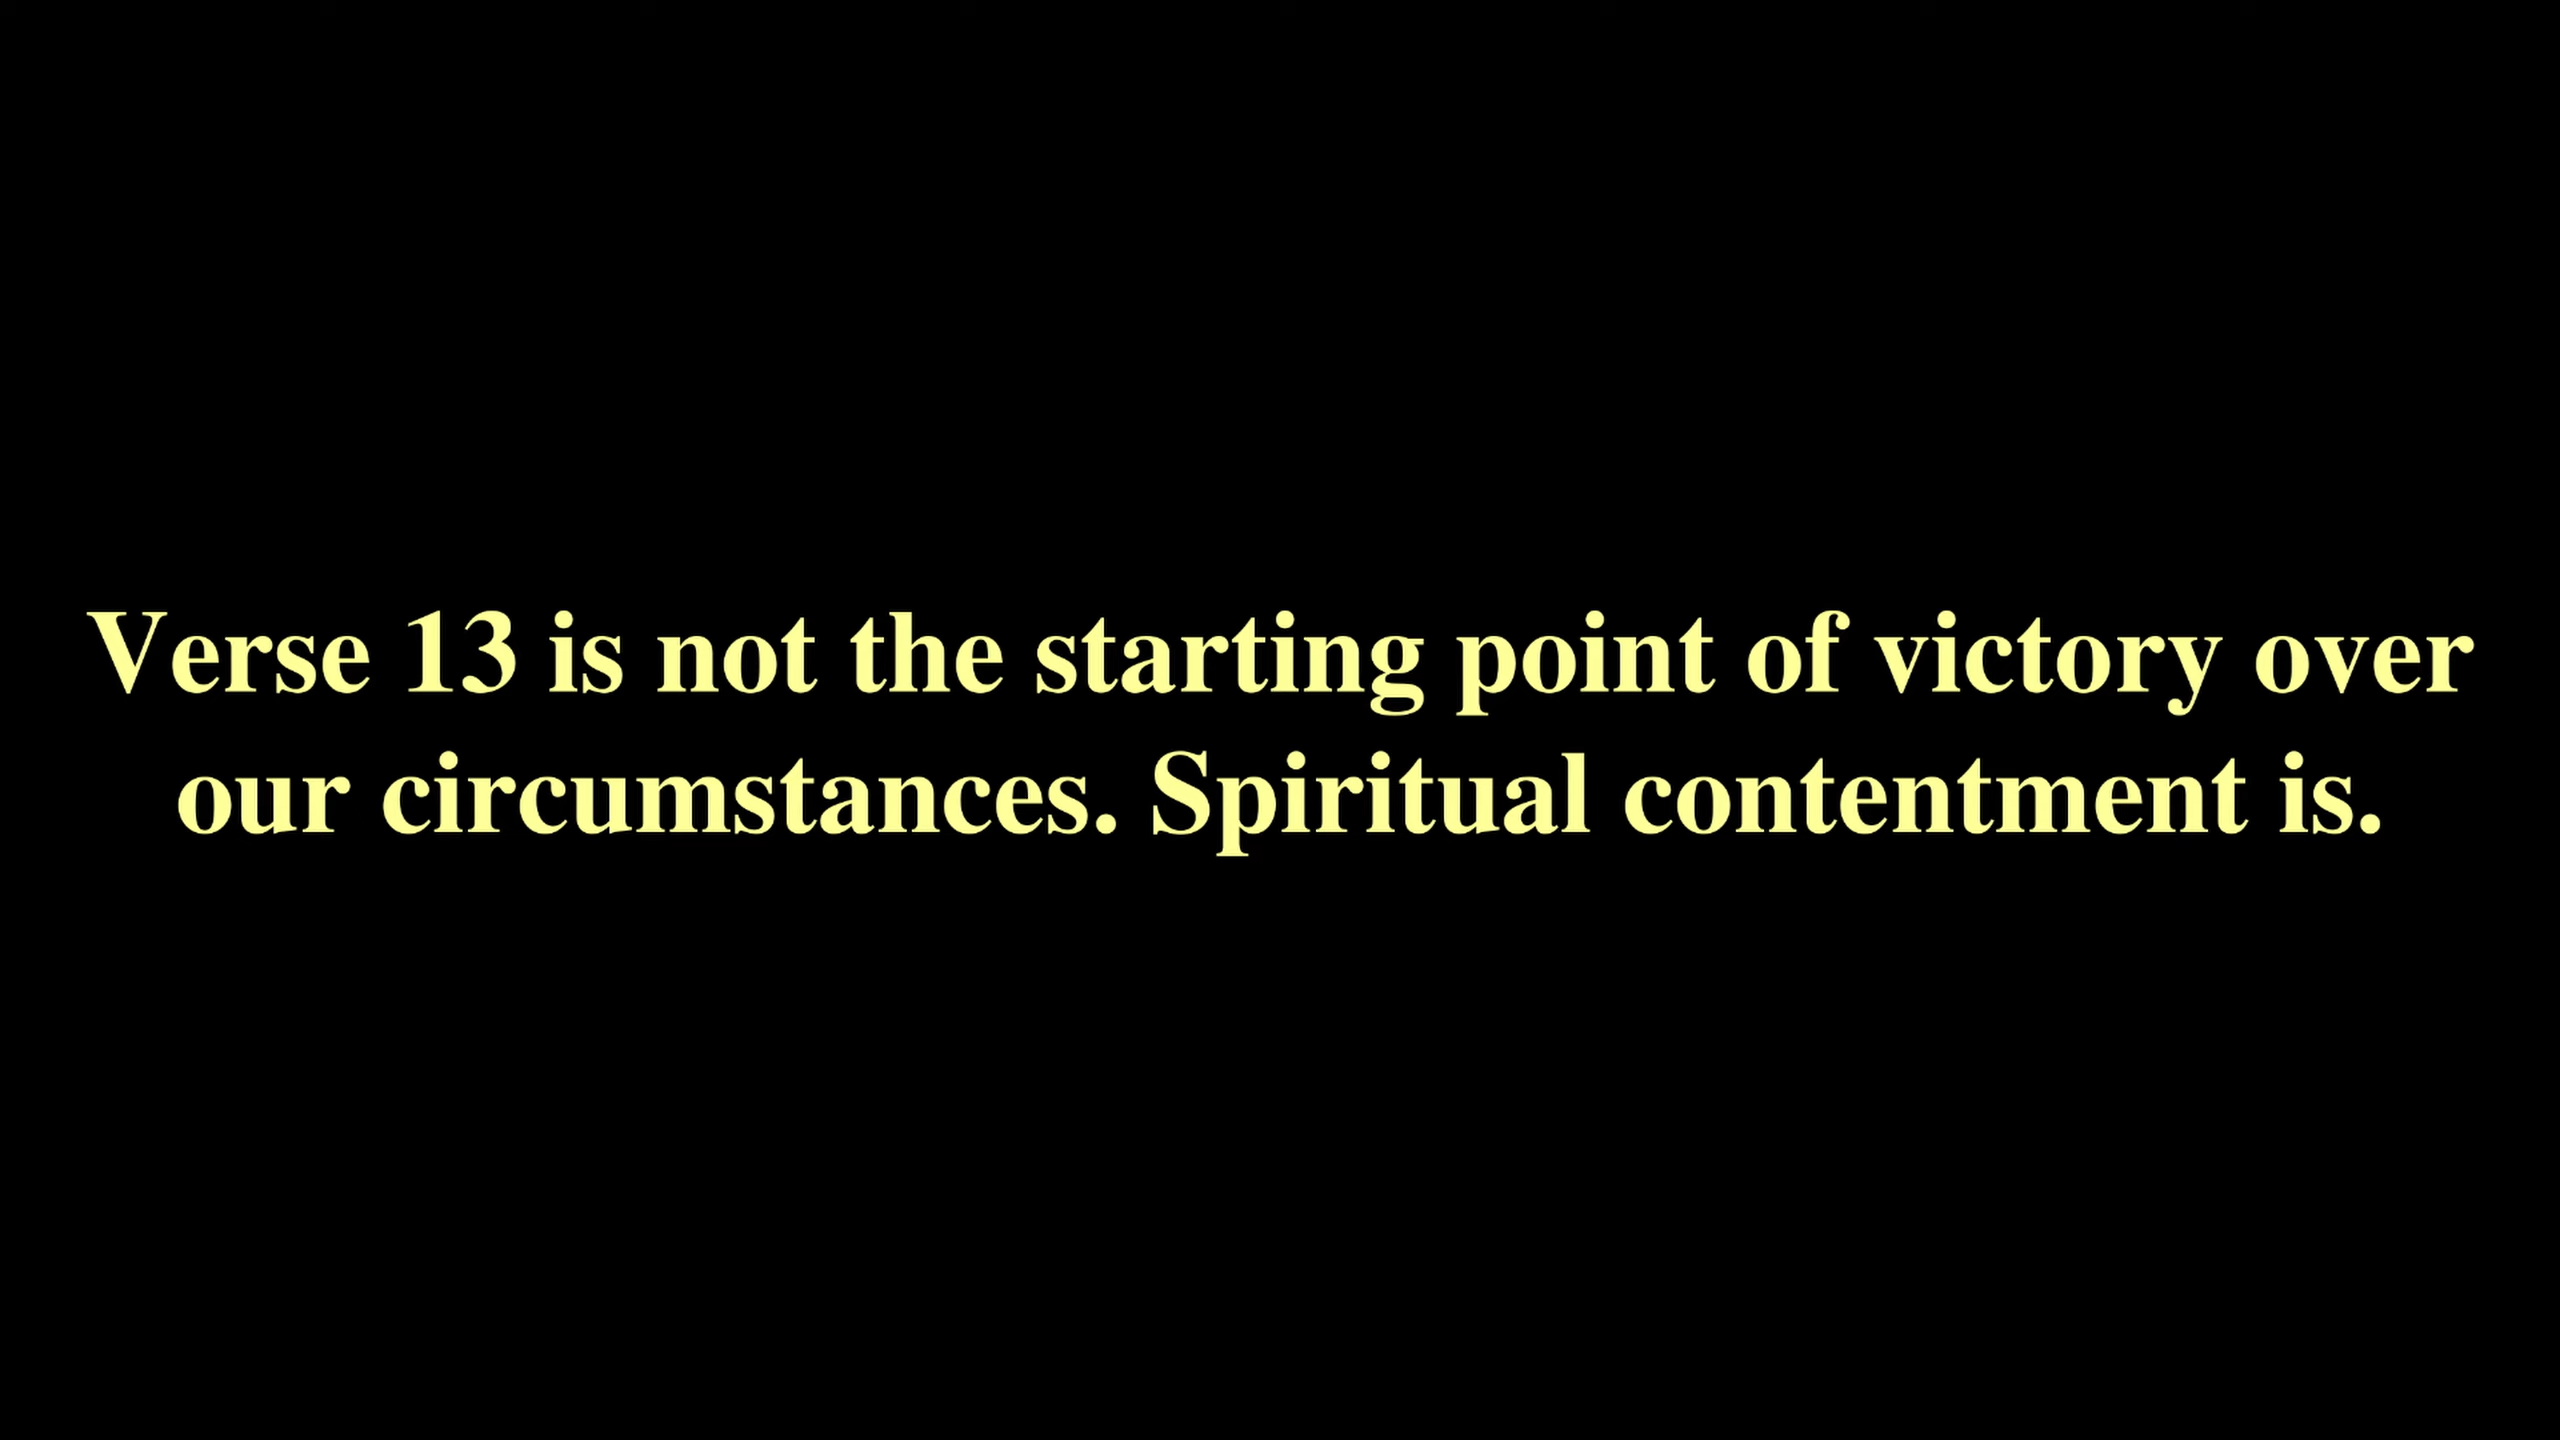 Verse 13 is not the starting point of victory over
our circumstances. Spiritual contentment is.